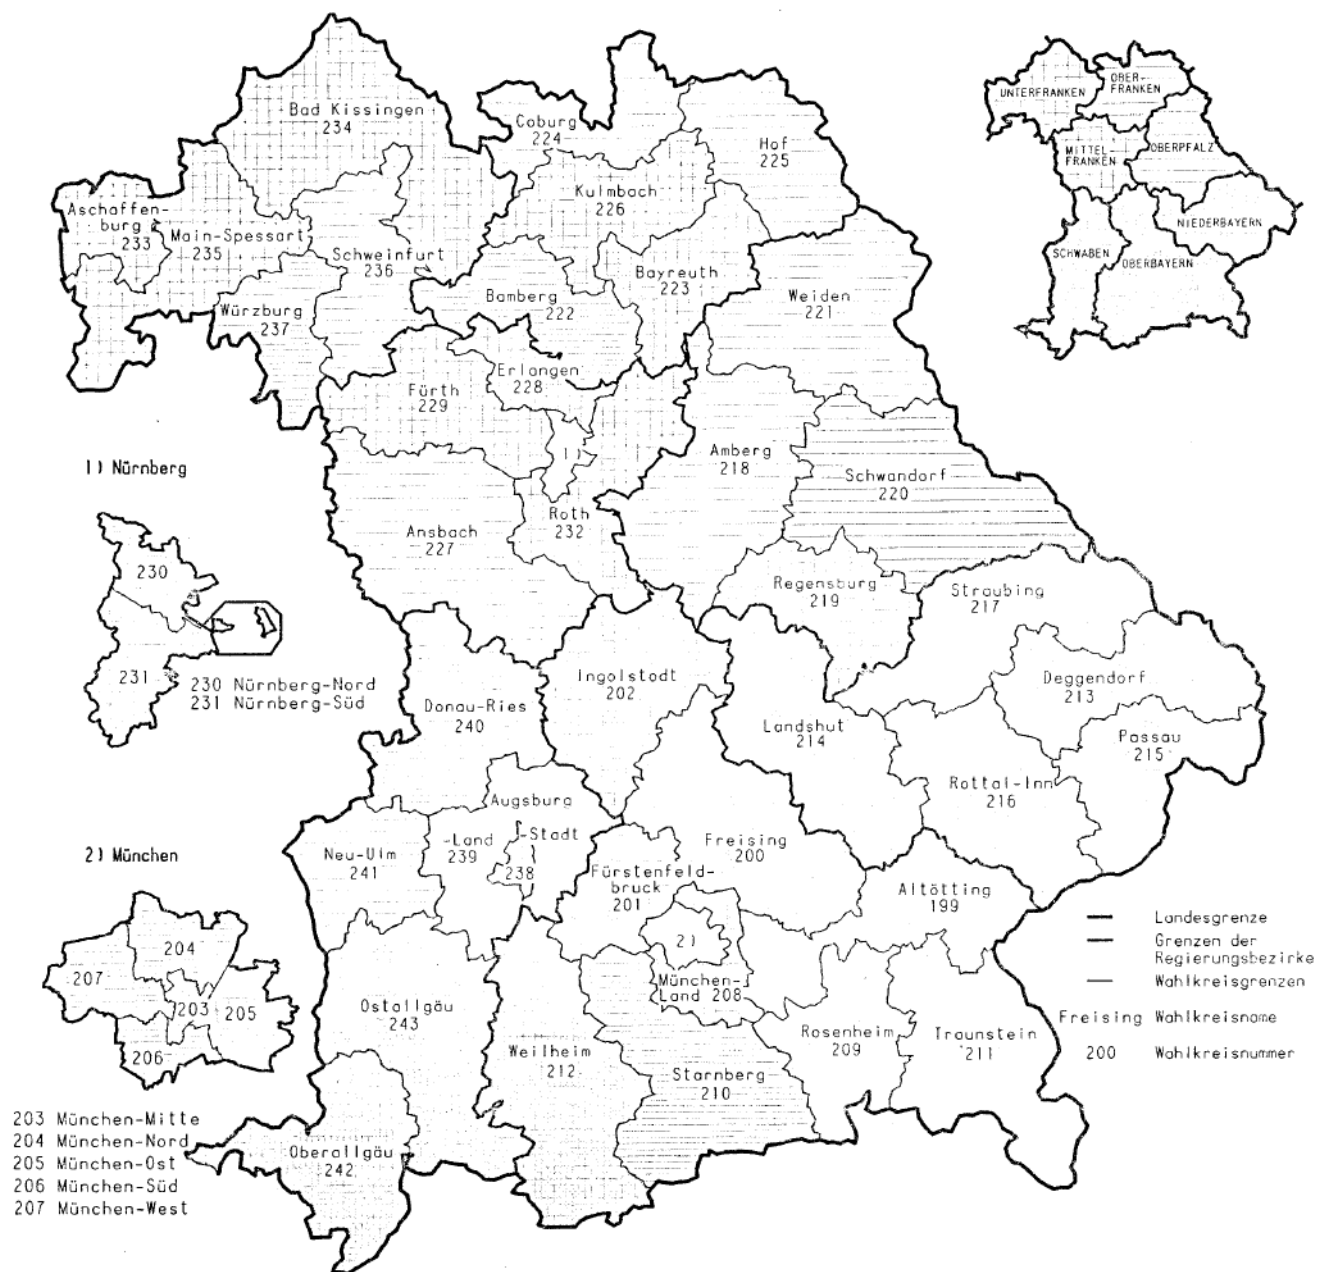 Bad Kissingen
234
Coburg
224
Hof
225
Kulmbach
226
Aschaffen-
burg
233
Main-Spessart
235
Schweinfurt
236
Bayreuth
223
Bamberg
222
Würzburg
237
Weiden
221
Erlangen
228
Fürth
229
1)
Amberg
218
Schwandorf
220
Roth
232
Ansbach
227
Regensburg
219
Straubing
217
Ingolstadt
202
Deggendorf
213
Donau-Ries
240
Landshut
214
Passau
215
Rottal-Inn
216
Augsburg
-Land
239
-Stadt
238
Neu-Ulm
241
Freising
200
Fürstenfeld-
bruck
201
Altötting
199
2)
München-
Land 208
Ostallgäu
243
Weilheim
212
Rosenheim
209
Traunstein
211
Starnberg
210
Oberallgäu
242
UNTERFRANKEN
OBER-
FRANKEN
MITTEL
FRANKEN
OBERPFALZ
NIEDERBAYERN
SCHWABEN
OBERBAYERN
1) Nürnberg
230
231
230 Nürnberg-Nord
231 Nürnberg-Süd
2) München
204
207
203
205
206
203 München-Mitte
204 München-Nord
205 München-Ost
206 München-Süd
207 München-West
Landesgrenze
Grenzen der
Regierungsbezirke
Wahlkreisgrenzen
Freising Wahlkreisname
200 Wahlkreisnummer